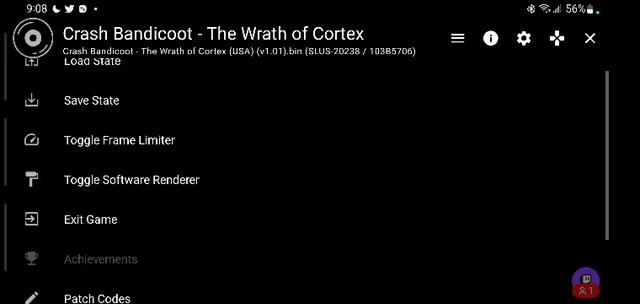 9:08
56%
Crash Bandicoot - The Wrath of Cortex
Crash Bandicoot - The Wrath of Cortex (USA) (v1.01).bin (SLUS-20238 / 103B5706)
Load State
Save State
Toggle Frame Limiter
Toggle Software Renderer
Exit Game
Achievements
Patch Codes
1